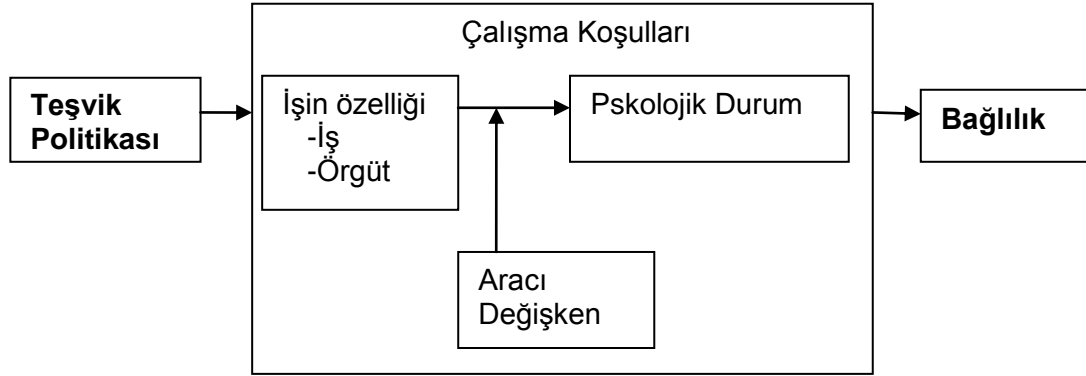 Çalışma Koşulları
Teşvik
Politikası
İşin özelliği
-İş
-Örgüt
Pskolojik Durum
Bağlılık
Aracı
Değişken